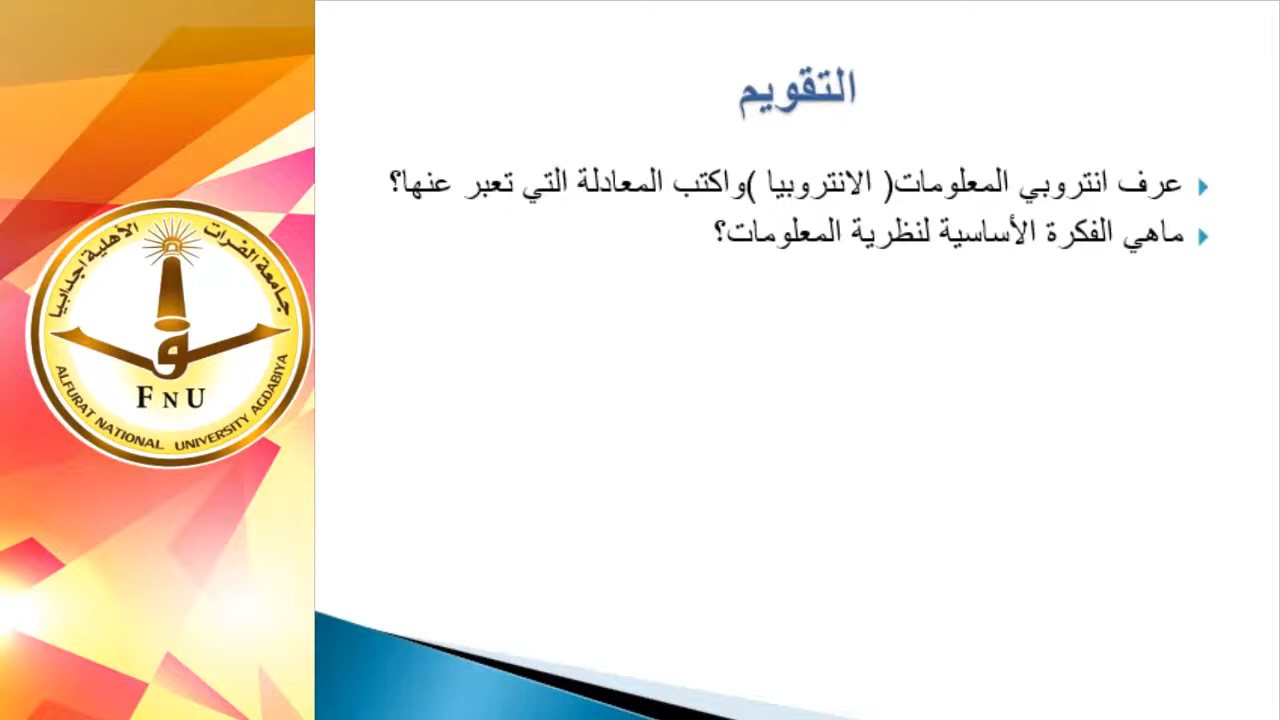 التقويم
عرف انتروبي المعلومات( الانتروبيا )واكتب المعادلة التي تعبر عنها؟
ماهي الفكرة الأساسية لنظرية المعلومات؟
جامعة الفرات الأهلية اجدابيا
FNU
ALFURAT NATIONAL UNIVERSITY AGDABIYA